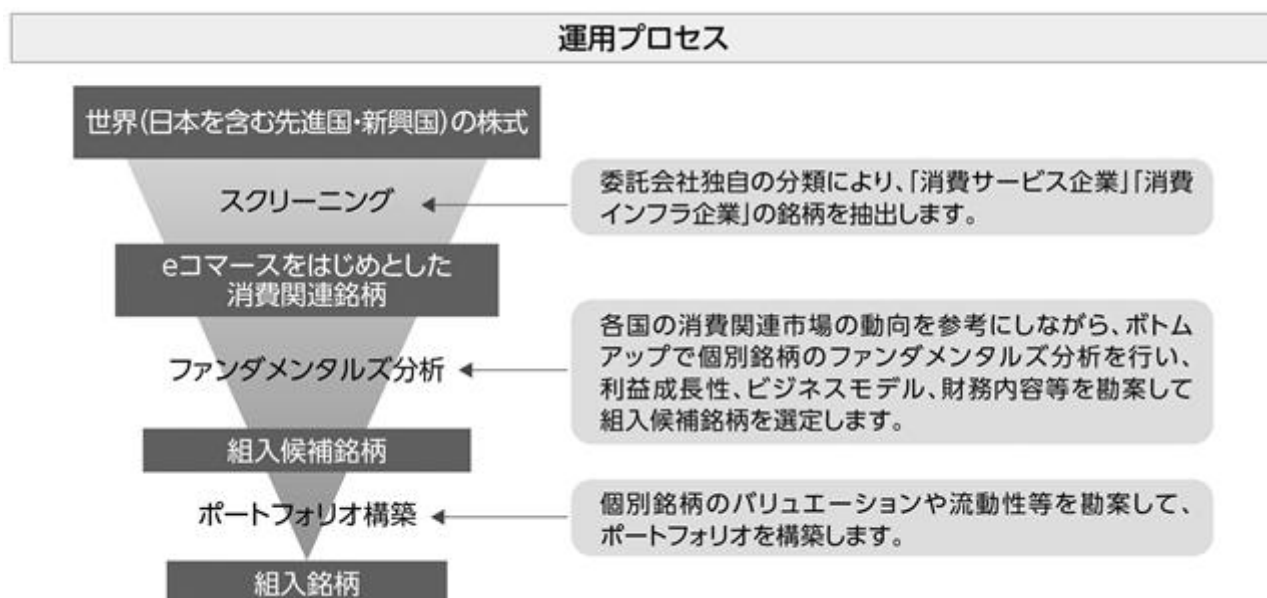 運用プロセス
世界(日本を含む先進国・新興国)の株式
スクリーニング
委託会社独自の分類により、「消費サービス企業」「消費
インフラ企業」の銘柄を抽出します。
eコマースをはじめとした
消費関連銘柄
ファンダメンタルズ分析
各国の消費関連市場の動向を参考にしながら、ボトム
アップで個別銘柄のファンダメンタルズ分析を行い、
利益成長性、ビジネスモデル、財務内容等を勘案して
組入候補銘柄を選定します。
組入候補銘柄
ポートフォリオ構築
個別銘柄のバリュエーションや流動性等を勘案して、
ポートフォリオを構築します。
組入銘柄